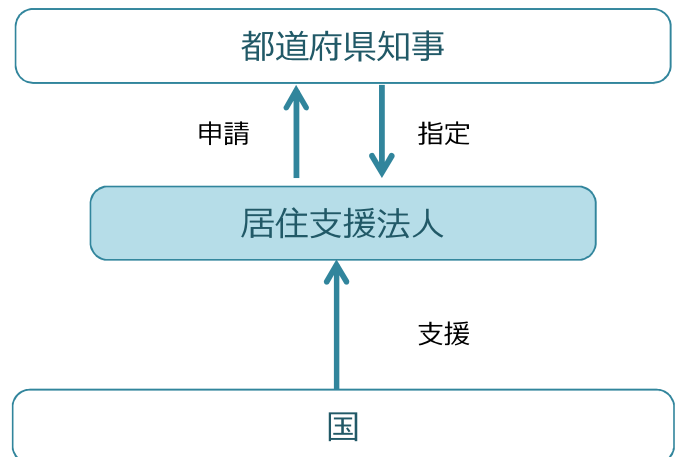 都道府県知事
申請
指定
居住支援法人
支援
国